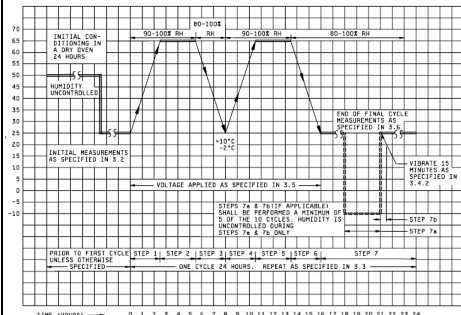 80-100%
90-100% RH
RH
90-100% RH
80-100% RH
INITIAL CON-
DITIONING IN
A DRY OVEN
24 HOURS
HUMIDITY
UNCONTROLLED
70
65
60
55
50
45
40
35
30
25
20
15
10
5
0
-5
-10
+10°C
-2°C
END OF FINAL CYCLE
MEASUREMENTS AS
SPECIFIED IN 3.6
INITIAL MEASUREMENTS
AS SPECIFIED IN 3.2
VIBRATE 15
MINUTES AS
SPECIFIED IN
3.4.2
VOLTAGE APPLIED AS SPECIFIED IN 3.5
STEPS 7a & 7b(IF APPLICABLE)
SHALL BE PERFORMED A MINIMUM OF
5 OF THE 10 CYCLES. HUMIDITY IS
UNCONTROLLED DURING
STEPS 7a & 7b ONLY
STEP 7b
STEP 7a
PRIOR TO FIRST CYCLE
UNLESS OTHERWISE
SPECIFIED
STEP 1 STEP 2 STEP 3 STEP 4 STEP 5 STEP 6 STEP 7
ONE CYCLE 24 HOURS. REPEAT AS SPECIFIED IN 3.3
TIME (HOURS) 0 1 2 3 4 5 6 7 8 9 10 11 12 13 14 15 16 17 18 19 20 21 22 23 24